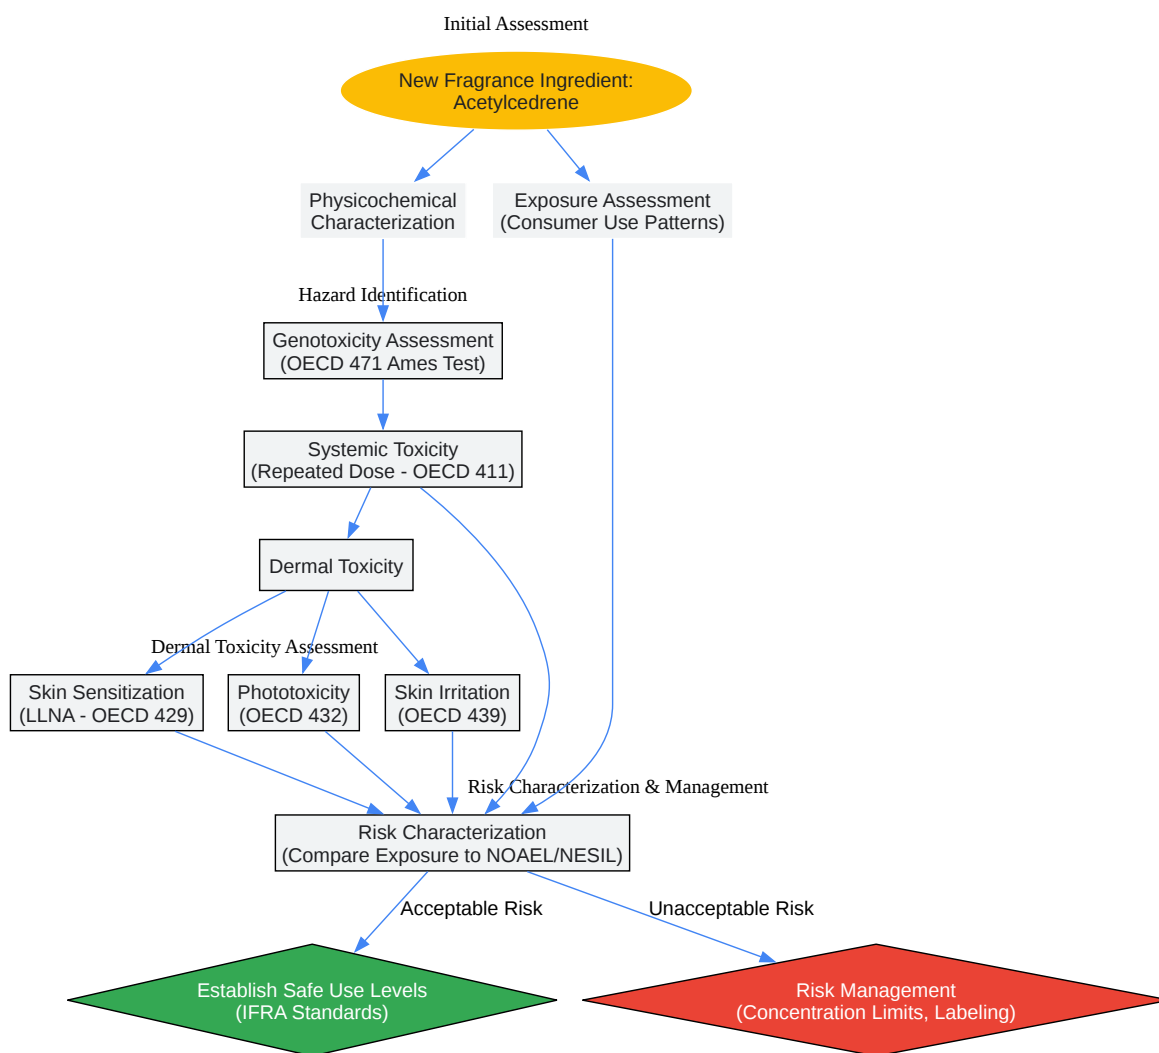 Initial Assessment
New Fragrance Ingredient:
Acetylcedrene
Physicochemical
Characterization
Exposure Assessment
(Consumer Use Patterns)
Hazard Identification
Genotoxicity Assessment
(OECD 471 Ames Test)
Systemic Toxicity
(Repeated Dose - OECD 411)
Dermal Toxicity
Dermal Toxicity Assessment
Skin Sensitization
(LLNA - OECD 429)
Phototoxicity
(OECD 432)
Skin Irritation
(OECD 439)
Risk Characterization & Management
Risk Characterization
(Compare Exposure to NOAEL/NESIL)
Acceptable Risk
Unacceptable Risk
Establish Safe Use Levels
(IFRA Standards)
Risk Management
(Concentration Limits, Labeling)